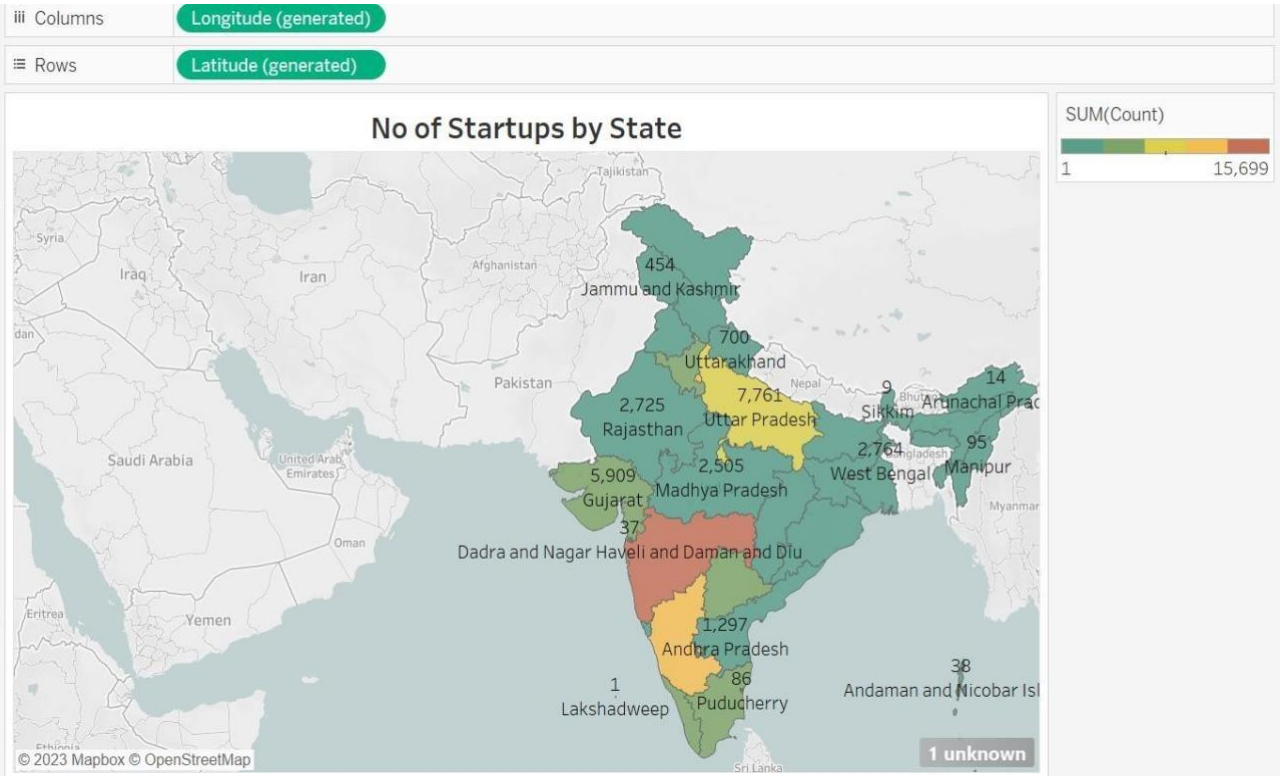 Columns
Longitude (generated)
Rows
Latitude (generated)
No of Startups by State
SUM(Count)
1
15,699
Tajikistan
Syria
Iraq
Iran
Afghanistan
454
Jammu and Kashmir
dan
700
Uttarakhand
Pakistan
Nepal
7,761
Uttar Pradesh
9
Sikkim
Bhutan
14
Arunachal Prac
2,725
Rajasthan
Saudi Arabia
United Arab
Emirates
2,764
West Bengal
Bangladesh
95
Manipur
2,505
Madhya Pradesh
5,909
Gujarat
Myanmar
37
Dadra and Nagar Haveli and Daman and Diu
Oman
Eritrea
Yemen
1,297
Andhra Pradesh
38
Andaman and Nicobar Isl
1
Lakshadweep
86
Puducherry
Ethiopia
© 2023 Mapbox © OpenStreetMap
1 unknown
Sri Lanka